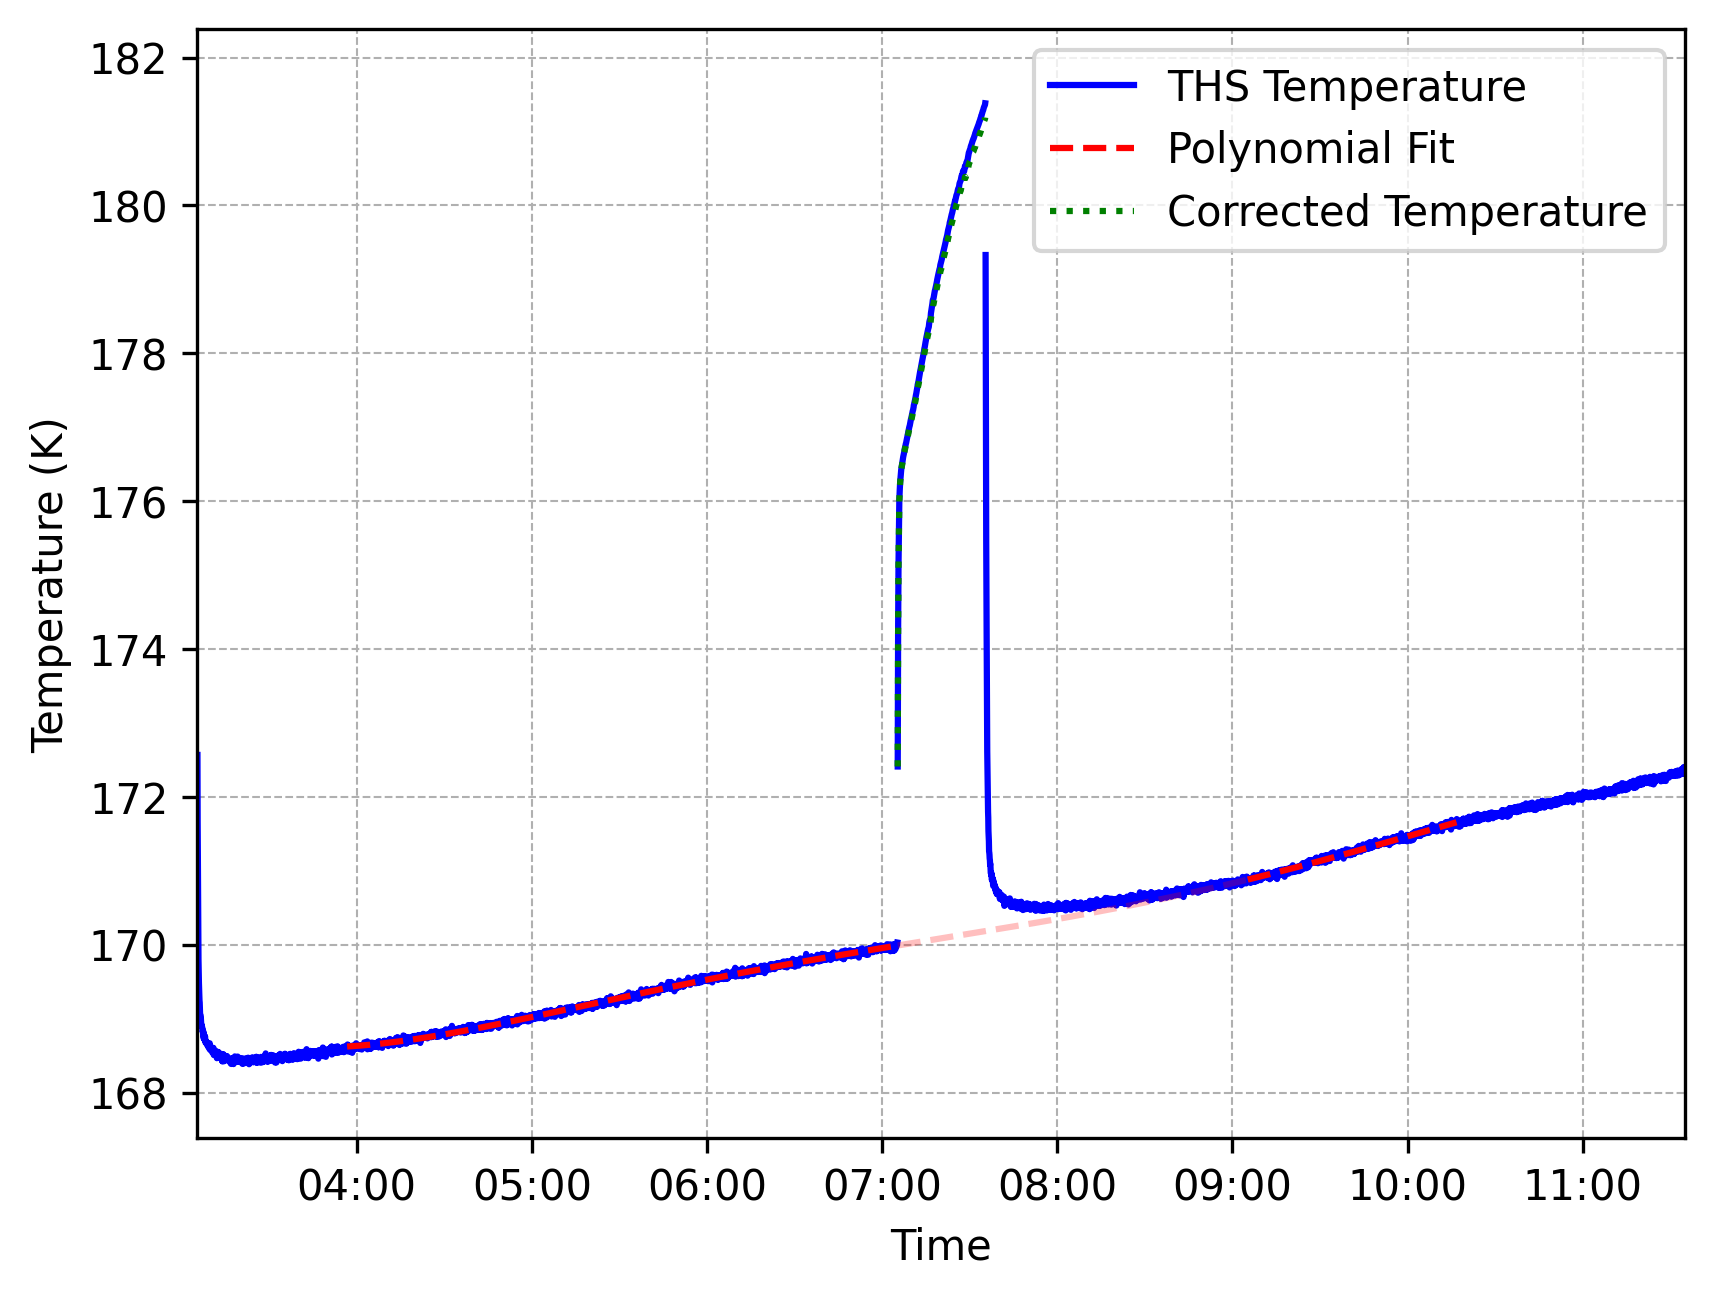 182
180
178
176
174
172
170
168
Temperature (K)
THS Temperature
Polynomial Fit
Corrected Temperature
04:00 05:00 06:00 07:00 08:00 09:00 10:00 11:00
Time